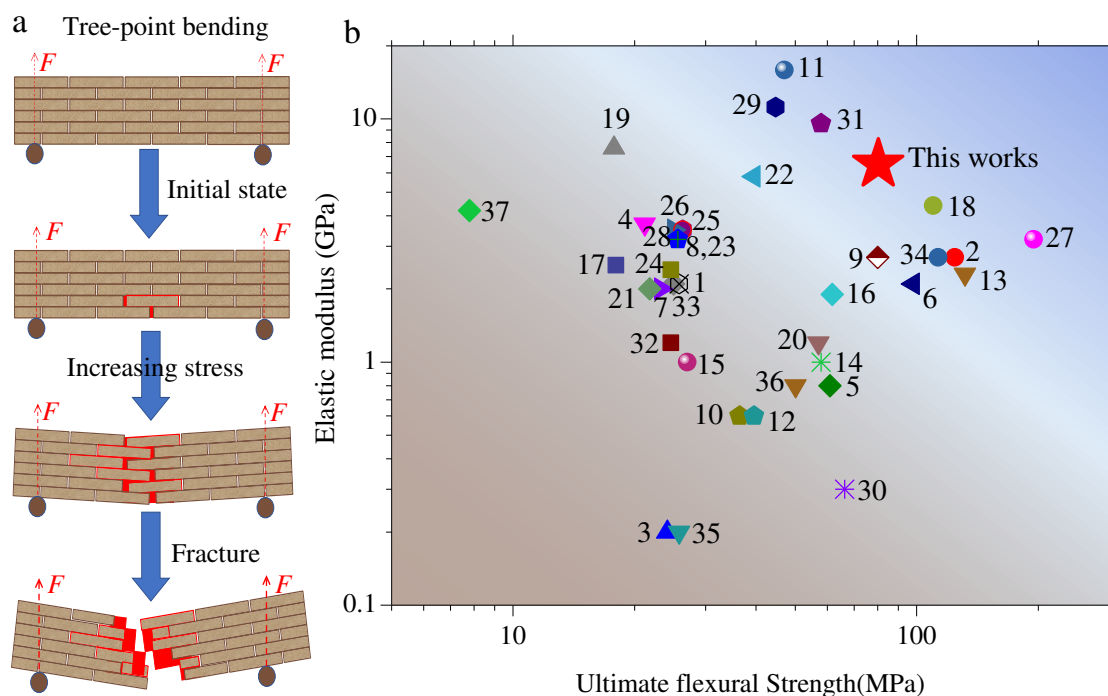 a
Tree-point bending
F
F
Initial state
F
F
Increasing stress
F
F
Fracture
F
F
b
Elastic modulus (GPa)
10
1
0.1
10
100
Ultimate flexural Strength(MPa)
11
29
31
19
This works
22
18
37
26
4
25
27
28
8,23
34
2
9
17
24
13
1
21
16
6
7
33
32
20
15
14
36
5
10
12
30
3
35